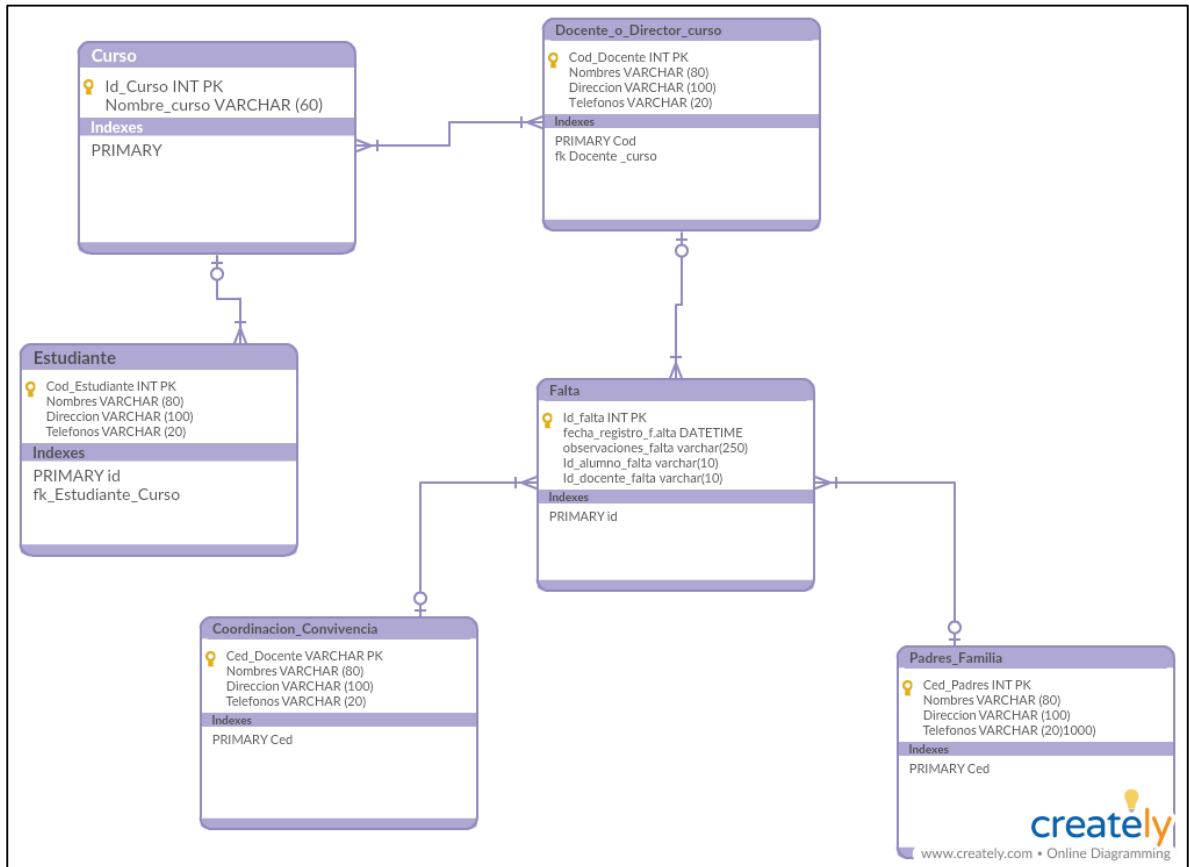 Curso
Id_Curso INT PK
Nombre_curso VARCHAR (60)
Indexes
PRIMARY
Docente_o_Director_curso
Cod_Docente INT PK
Nombres VARCHAR (80)
Direccion VARCHAR (100)
Telefonos VARCHAR (20)
Indexes
PRIMARY Cod
fk Docente _curso
Estudiante
Cod_Estudiante INT PK
Nombres VARCHAR (80)
Direccion VARCHAR (100)
Telefonos VARCHAR (20)
Indexes
PRIMARY id
fk_Estudiante_Curso
Falta
Id_falta INT PK
fecha_registro_f.alta DATETIME
observaciones_falta varchar(250)
Id_alumno_falta varchar(10)
Id_docente_falta varchar(10)
Indexes
PRIMARY id
Coordinacion_Convivencia
Ced_Docente VARCHAR PK
Nombres VARCHAR (80)
Direccion VARCHAR (100)
Telefonos VARCHAR (20)
Indexes
PRIMARY Ced
Padres_Familia
Ced_Padres INT PK
Nombres VARCHAR (80)
Direccion VARCHAR (100)
Telefonos VARCHAR (20)1000)
Indexes
PRIMARY Ced
creately
www.creately.com • Online Diagramming